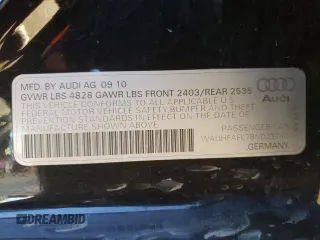 MFD. BY AUDI AG 09 10
GVWR LBS 4828 GAWR LBS FRONT 2403/REAR 2535
THIS VEHICLE CONFORMS TO ALL APPLICABLE U.S.
FEDERAL MOTOR VEHICLE SAFETY, BUMPER, AND
THEFT PREVENTION STANDARDS IN EFFECT ON THE
DATE OF MANUFACTURE SHOWN ABOVE.
Audi
PASSENGER
GERMANY
DREAMBID